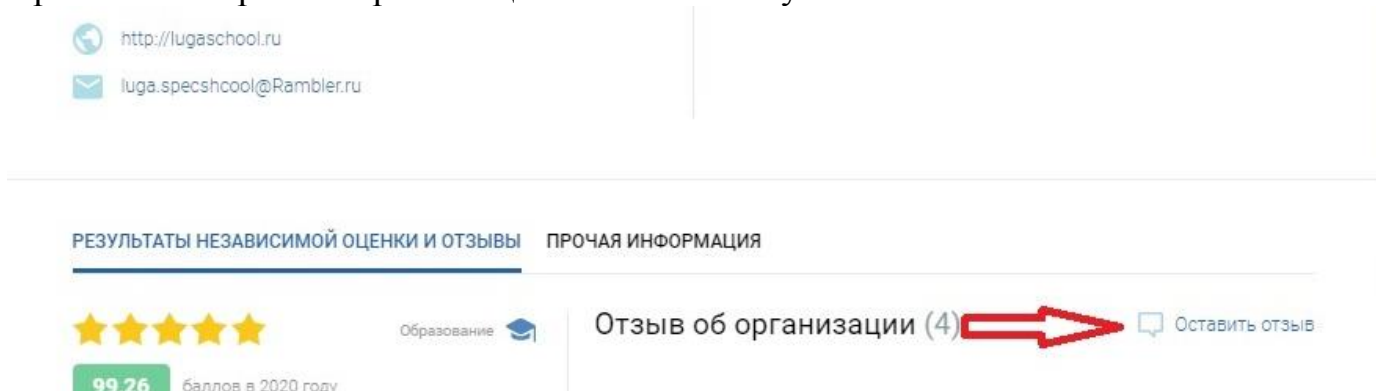 http://lugaschool.ru
luga.specshcool@Rambler.ru
РЕЗУЛЬТАТЫ НЕЗАВИСИМОЙ ОЦЕНКИ И ОТЗЫВЫ ПРОЧАЯ ИНФОРМАЦИЯ
Образование Отзыв об организации (4) Оставить отзыв
99.26 баллов в 2020 году